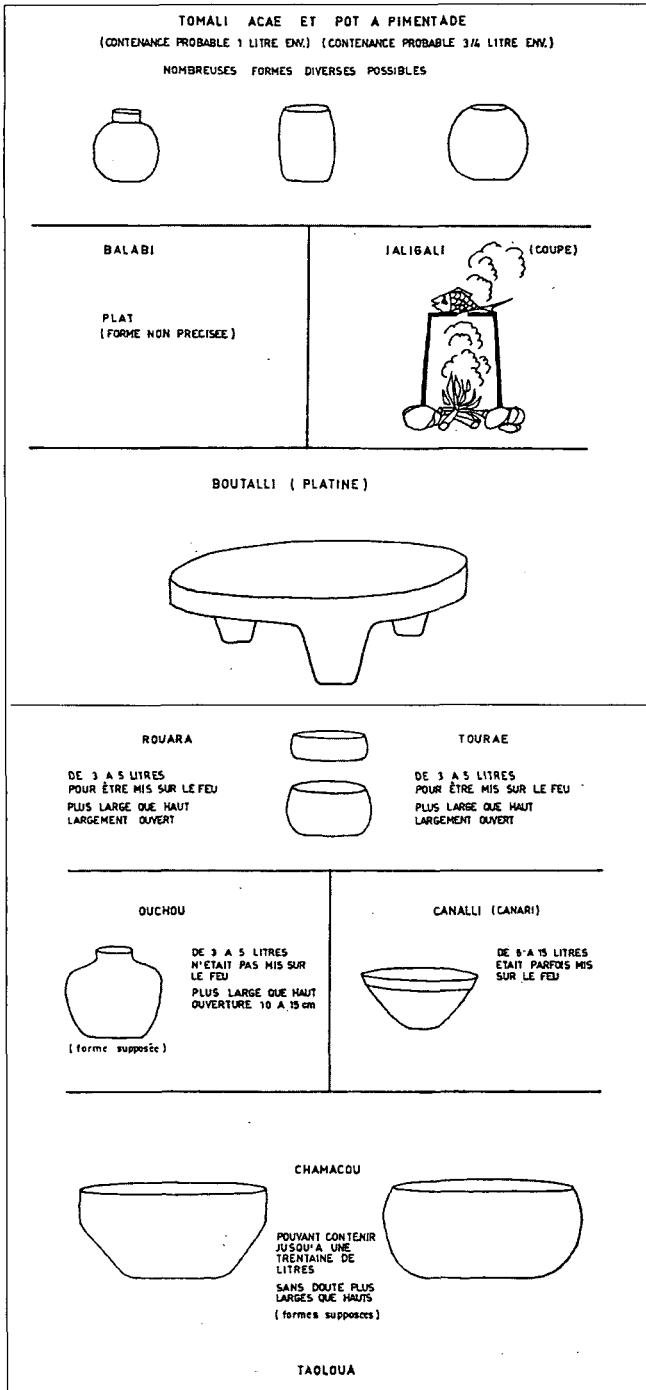 TOMALI ACAE ET POT A PIMENTADE
(CONTENANCE PROBABLE 1 LITRE ENV.) (CONTENANCE PROBABLE 3/4 LITRE ENV.)
NOMBREUSES FORMES DIVERSES POSSIBLES
BALABI
PLAT
(FORME NON PRECISEE)
IALIGALI (COUPE)
BOUTALLI (PLATINE)
ROUARA
DE 3 A 5 LITRES
POUR ÊTRE MIS SUR LE FEU
PLUS LARGE QUE HAUT
LARGEMENT OUVERT
TOURAE
DE 3 A 5 LITRES
POUR ÊTRE MIS SUR LE FEU
PLUS LARGE QUE HAUT
LARGEMENT OUVERT
OUCHOU
DE 3 A 5 LITRES
N'ETAIT PAS MIS SUR
LE FEU
PLUS LARGE QUE HAUT
OUVERTURE 10 A 15 cm
(forme supposée)
CANALLI (CANARI)
DE 6 A 15 LITRES
ETAIT PARFOIS MIS
SUR LE FEU
CHAMACOU
POUVANT CONTENIR
JUSQU'A UNE
TRENTAINE DE
LITRES
SANS DOUTE PLUS
LARGES QUE HAUTS
(formes supposees)
TAOLOUA